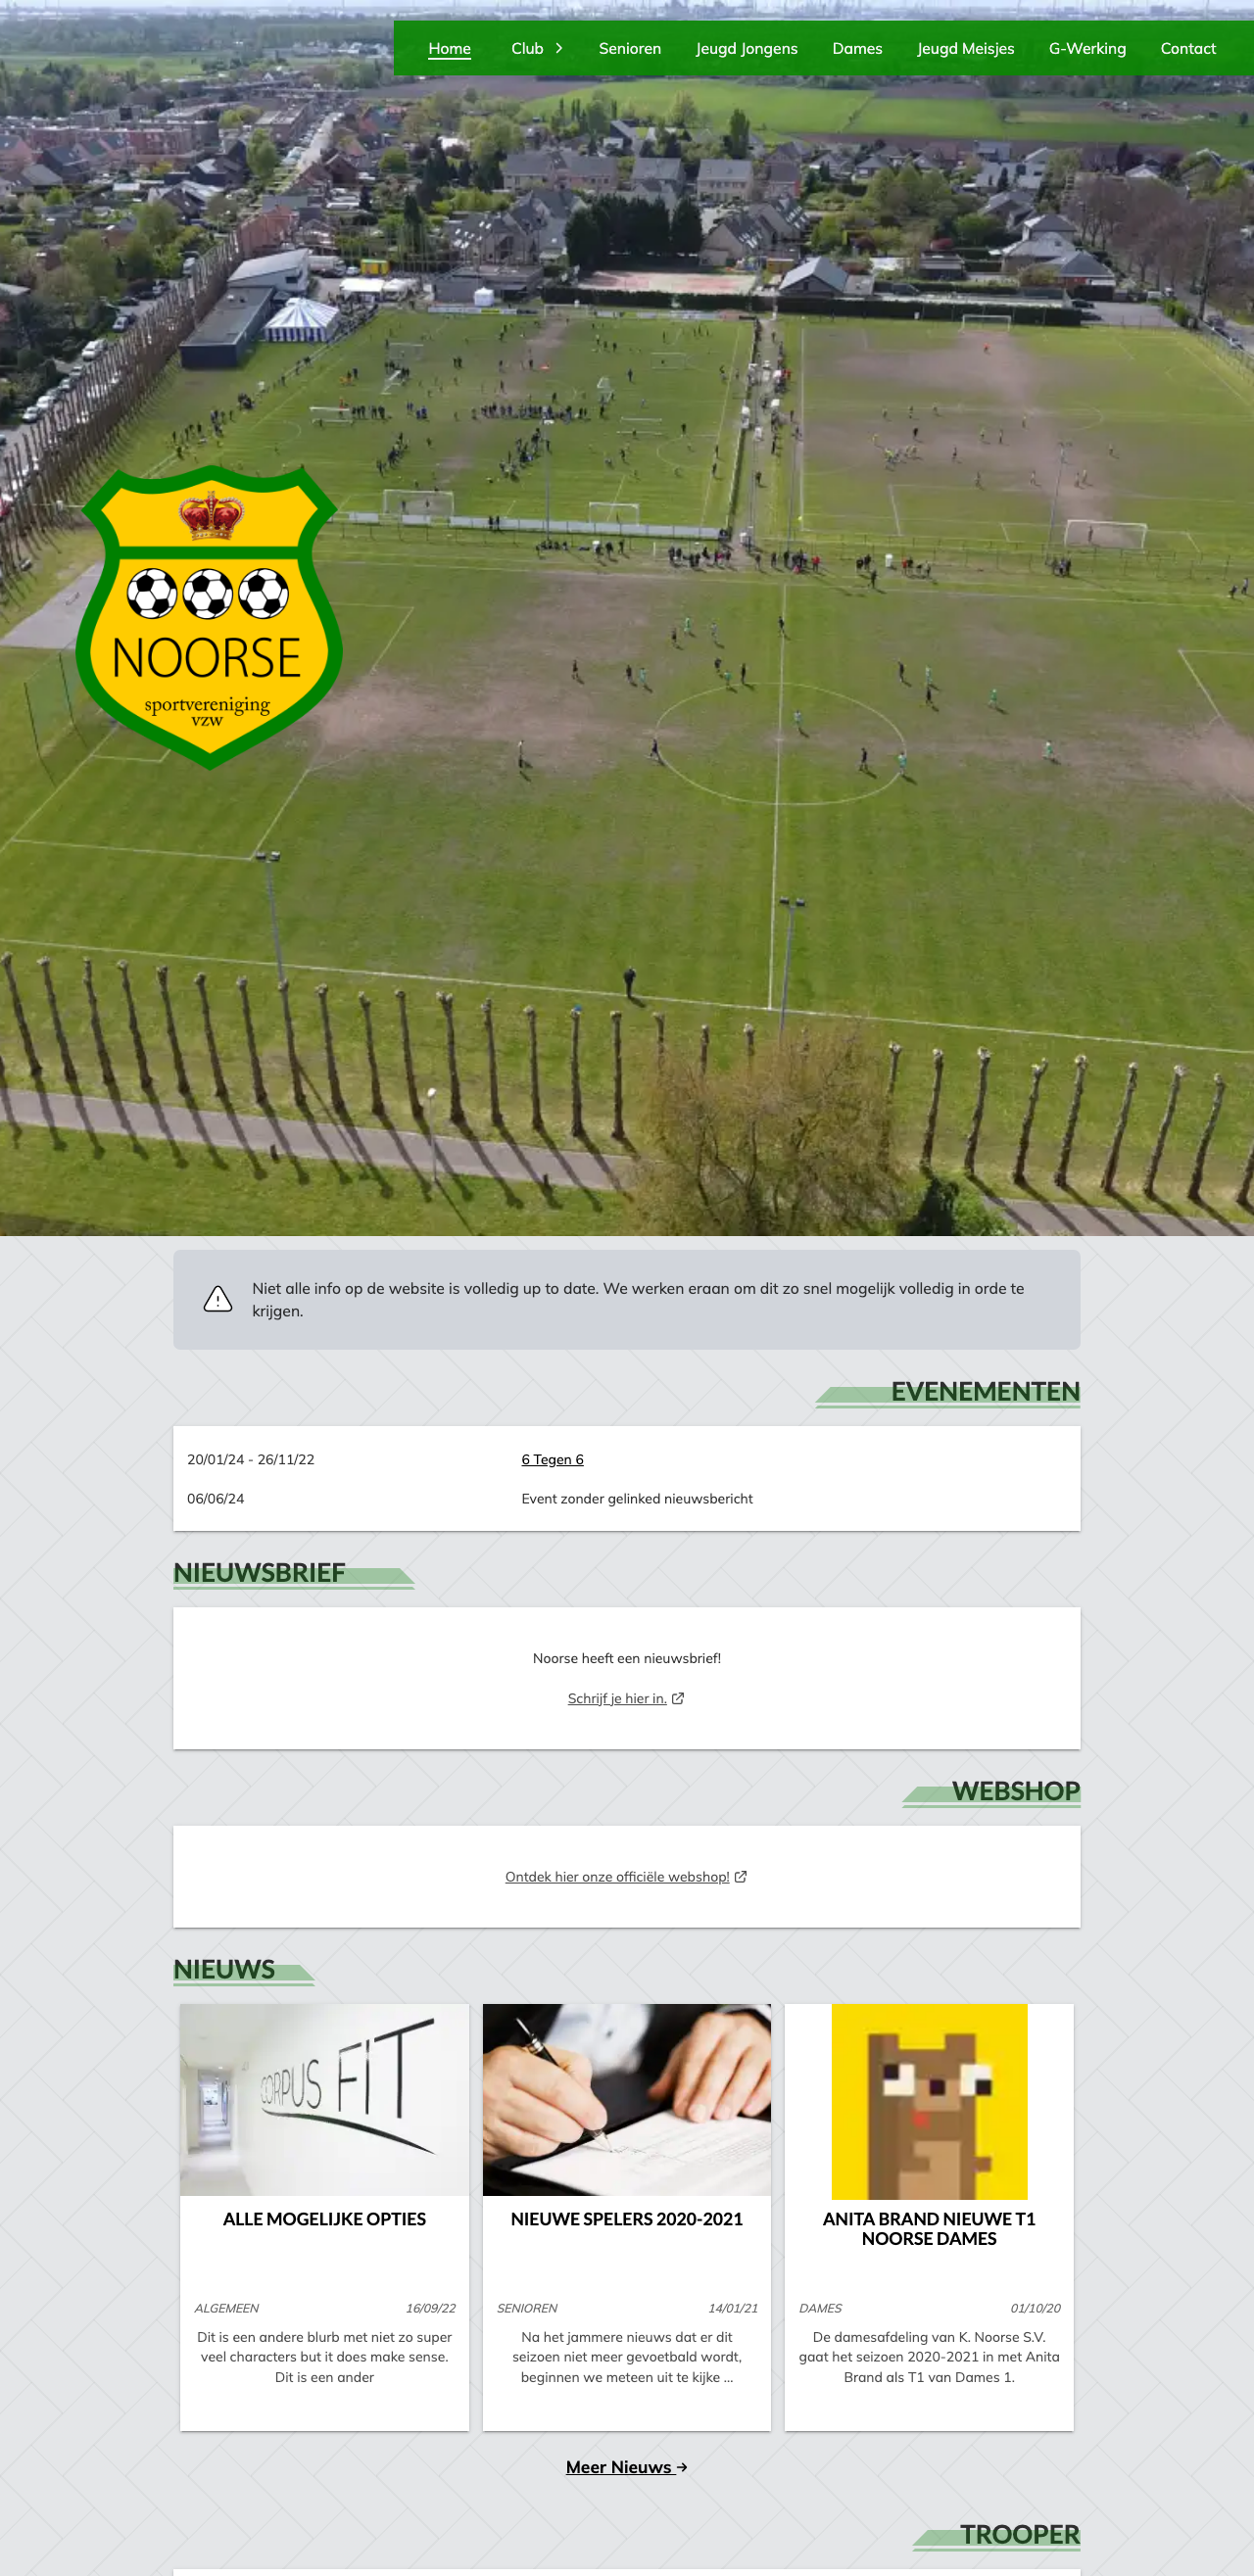 Home Club Senioren Jeugd Jongens Dames Jeugd Meisjes G-Werking Contact
NOORSE
sportvereniging
vzw
Niet alle info op de website is volledig up to date. We werken eraan om dit zo snel mogelijk volledig in orde te
krijgen.
EVENEMENTEN
20/01/24 - 26/11/22 6 Tegen 6
06/06/24 Event zonder gelinked nieuwsbericht
NIEUWSBRIEF
Noorse heeft een nieuwsbrief!
Schrijf je hier in.
WEBSHOP
Ontdek hier onze officiële webshop!
NIEUWS
CORPUS FIT
ALLE MOGELIJKE OPTIES
ALGEMEEN 16/09/22
Dit is een andere blurb met niet zo super
veel characters but it does make sense.
Dit is een ander
NIEUWE SPELERS 2020-2021
SENIOREN 14/01/21
Na het jammere nieuws dat er dit
seizoen niet meer gevoetbald wordt,
beginnen we meteen uit te kijke ...
ANITA BRAND NIEUWE T1
NOORSE DAMES
DAMES 01/10/20
De damesafdeling van K. Noorse S.V.
gaat het seizoen 2020-2021 in met Anita
Brand als T1 van Dames 1.
Meer Nieuws
TROOPER